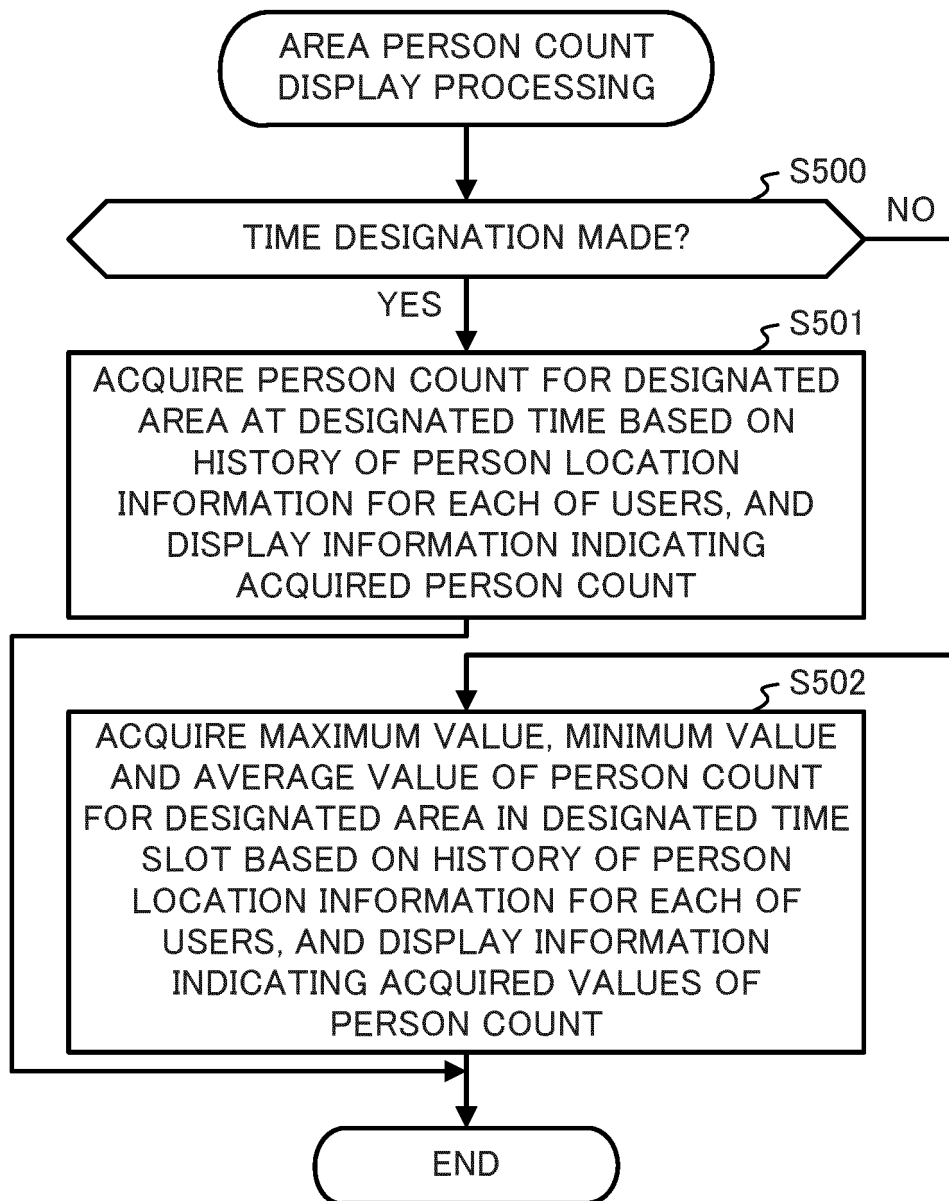 AREA PERSON COUNT
DISPLAY PROCESSING
S500
TIME DESIGNATION MADE?
NO
YES
S501
ACQUIRE PERSON COUNT FOR DESIGNATED
AREA AT DESIGNATED TIME BASED ON
HISTORY OF PERSON LOCATION
INFORMATION FOR EACH OF USERS, AND
DISPLAY INFORMATION INDICATING
ACQUIRED PERSON COUNT
S502
ACQUIRE MAXIMUM VALUE, MINIMUM VALUE
AND AVERAGE VALUE OF PERSON COUNT
FOR DESIGNATED AREA IN DESIGNATED TIME
SLOT BASED ON HISTORY OF PERSON
LOCATION INFORMATION FOR EACH OF
USERS, AND DISPLAY INFORMATION
INDICATING ACQUIRED VALUES OF
PERSON COUNT
END